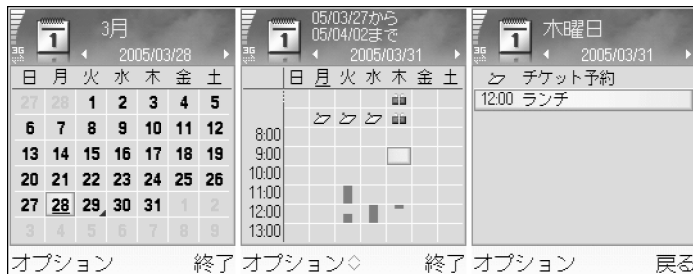 3月
1
3G
2005/03/28
日 月 火 水 木 金 土
27 28 1 2 3 4 5
6 7 8 9 10 11 12
13 14 15 16 17 18 19
20 21 22 23 24 25 26
27 28 29 30 31 1 2
3 4 5 6 7 8 9
オプション 終了
05/03/27から
05/04/02まで
1
3G
2005/03/31
日 月 火 水 木 金 土
8:00
9:00
10:00
11:00
12:00
13:00
オプション 終了
木曜日
1
3G
2005/03/31
チケット予約
12:00 ランチ
オプション 戻る